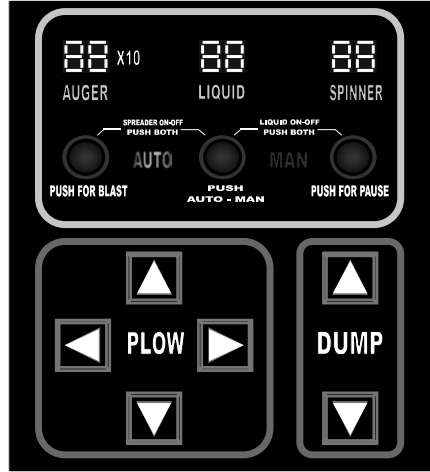 88 X10 88 88
AUGER LIQUID SPINNER
SPREADER ON-OFF LIQUID ON-OFF
PUSH BOTH PUSH BOTH
AUTO MAN
PUSH FOR BLAST PUSH PUSH FOR PAUSE
AUTO - MAN
PLOW DUMP